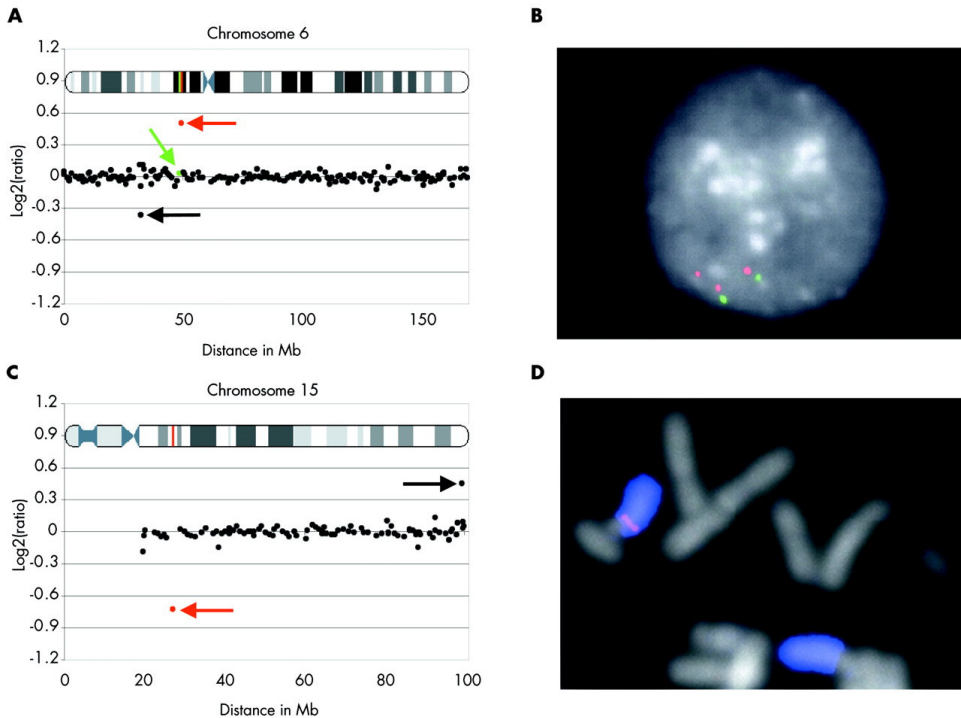 A
Chromosome 6
1.2
0.9
0.6
0.3
0
-0.3
-0.6
-0.9
-1.2
Log2(ratio)
0 50 100 150
Distance in Mb
B
C
Chromosome 15
1.2
0.9
0.6
0.3
0
-0.3
-0.6
-0.9
-1.2
Log2(ratio)
0 20 40 60 80 100
Distance in Mb
D